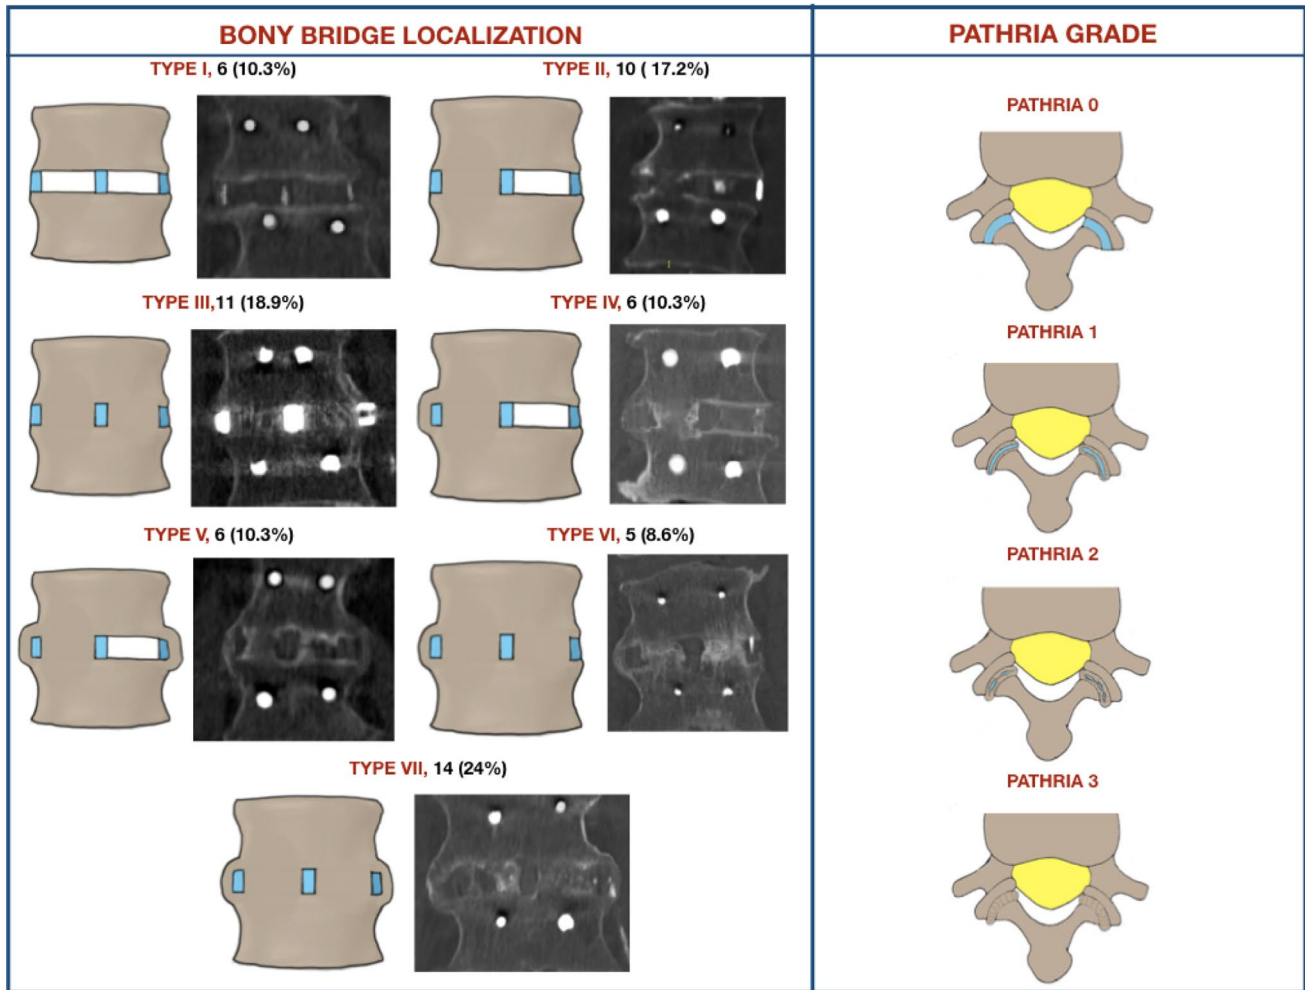 BONY BRIDGE LOCALIZATION
PATHRIA GRADE
TYPE I, 6 (10.3%)
TYPE II, 10 ( 17.2%)
TYPE III,11 (18.9%)
TYPE IV, 6 (10.3%)
TYPE V, 6 (10.3%)
TYPE VI, 5 (8.6%)
TYPE VII, 14 (24%)
PATHRIA 0
PATHRIA 1
PATHRIA 2
PATHRIA 3